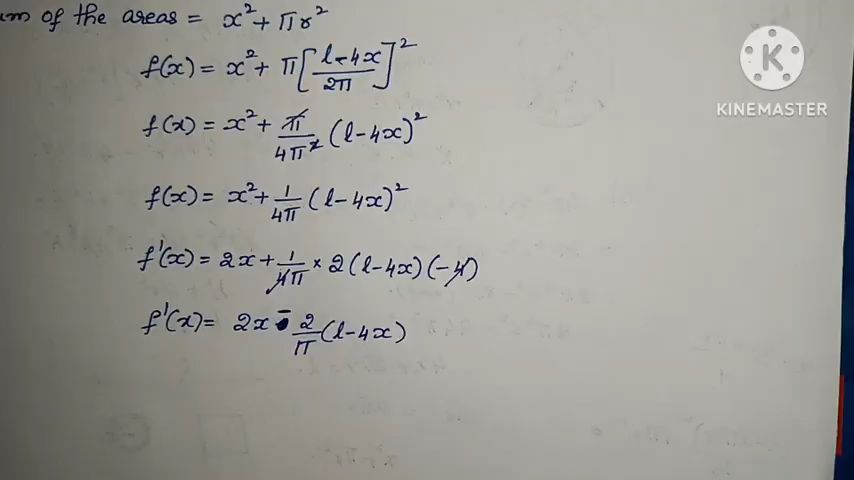 of the areas = x² + πr²
f(x) = x² + π[(l-4x)/2π]²
f(x) = x² + π/4π² (l-4x)²
f(x) = x² + 1/4π (l-4x)²
f'(x) = 2x + 1/4π × 2(l-4x)(-4)
f'(x) = 2x - 2/π (l-4x)
KINEMASTER